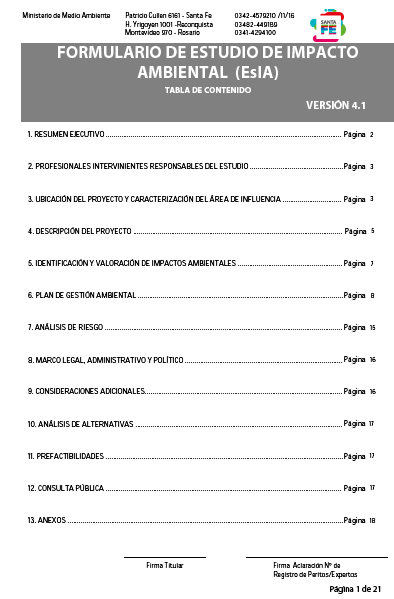 Ministerio de Medio Ambiente
Patricio Cullen 6161 - Santa Fe
H. Yrigoyen 1001 -Reconquista
Montevideo 970 - Rosario
0342-4579210 /1/16
03482-449189
0341-4294100
SANTA
FE
FORMULARIO DE ESTUDIO DE IMPACTO
AMBIENTAL (EsIA)
TABLA DE CONTENIDO
VERSIÓN 4.1
1. RESUMEN EJECUTIVO Página 2
2. PROFESIONALES INTERVINIENTES RESPONSABLES DEL ESTUDIO Página 3
3. UBICACIÓN DEL PROYECTO Y CARACTERIZACIÓN DEL ÁREA DE INFLUENCIA Página 3
4. DESCRIPCIÓN DEL PROYECTO Página 5
5. IDENTIFICACIÓN Y VALORACIÓN DE IMPACTOS AMBIENTALES Página 7
6. PLAN DE GESTIÓN AMBIENTAL Página 8
7. ANÁLISIS DE RIESGO Página 15
8. MARCO LEGAL, ADMINISTRATIVO Y POLÍTICO Página 16
9. CONSIDERACIONES ADICIONALES Página 16
10. ANÁLISIS DE ALTERNATIVAS Página 17
11. PREFACTIBILIDADES Página 17
12. CONSULTA PÚBLICA Página 17
13. ANEXOS Página 18
Firma Titular
Firma Aclaración Nº de
Registro de Peritos/Expertos
Página 1 de 21